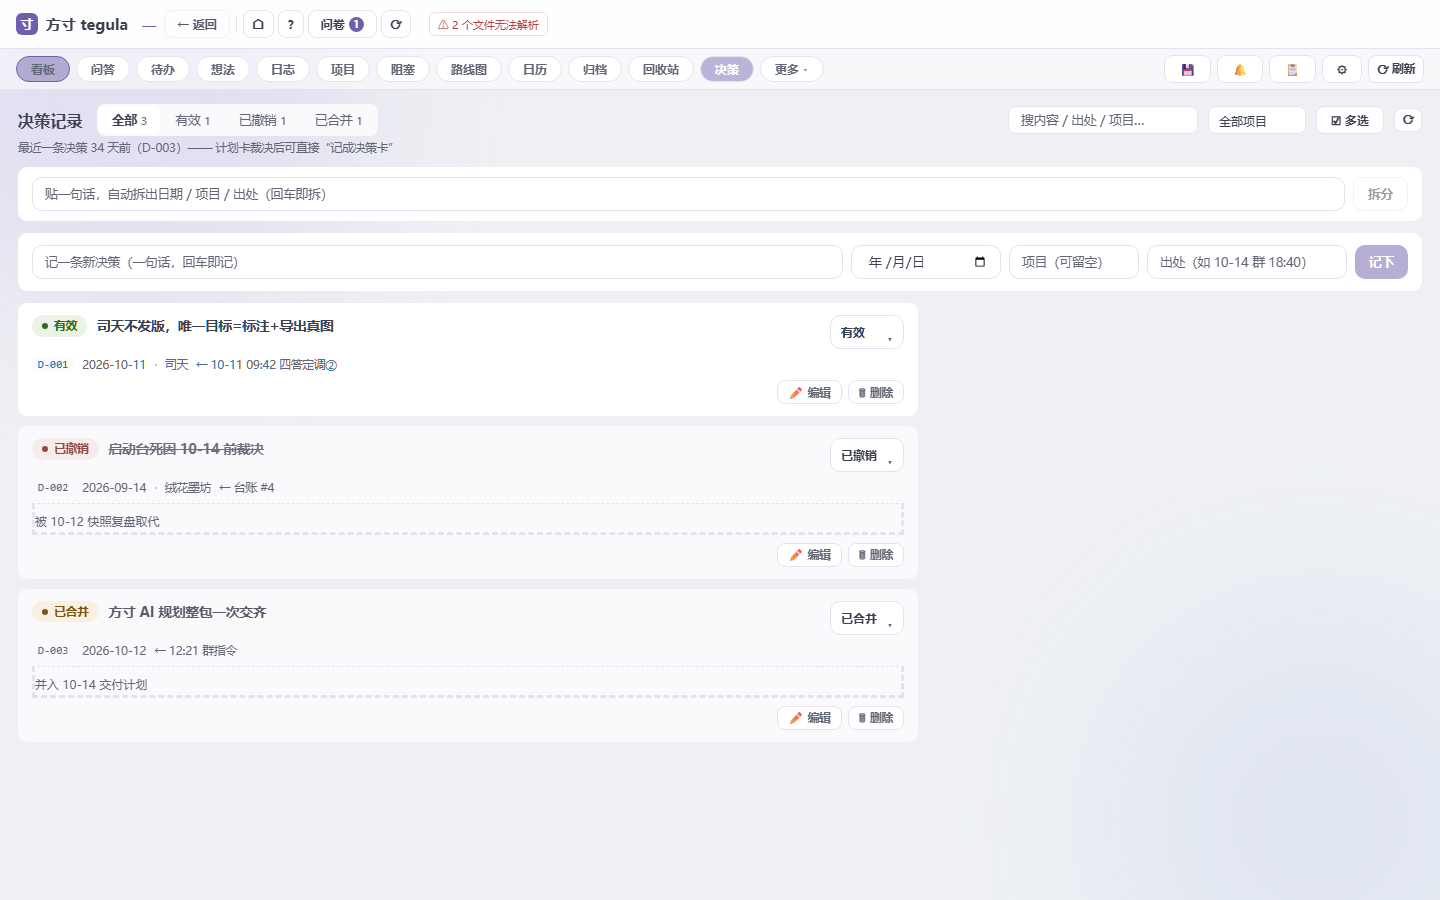 寸 方寸 tegula — ← 返回 ? 问卷 1 ⚠ 2 个文件无法解析
看板 问答 待办 想法 日志 项目 阻塞 路线图 日历 归档 回收站 决策 更多 刷新
决策记录 全部 3 有效 1 已撤销 1 已合并 1 搜内容 / 出处 / 项目... 全部项目 多选
最近一条决策 34 天前（D-003）—— 计划卡裁决后可直接“记成决策卡”
贴一句话，自动拆出日期 / 项目 / 出处（回车即拆） 拆分
记一条新决策（一句话，回车即记） 年 /月/日 项目（可留空） 出处（如 10-14 群 18:40） 记下
有效 司天不发版，唯一目标=标注+导出真图 有效
D-001 2026-10-11 · 司天 ← 10-11 09:42 四答定调②
编辑 删除
已撤销 启动台死因 10-14 前裁决 已撤销
D-002 2026-09-14 · 绒花墨坊 ← 台账 #4
被 10-12 快照复盘取代
编辑 删除
已合并 方寸 AI 规划整包一次交齐 已合并
D-003 2026-10-12 ← 12:21 群指令
并入 10-14 交付计划
编辑 删除